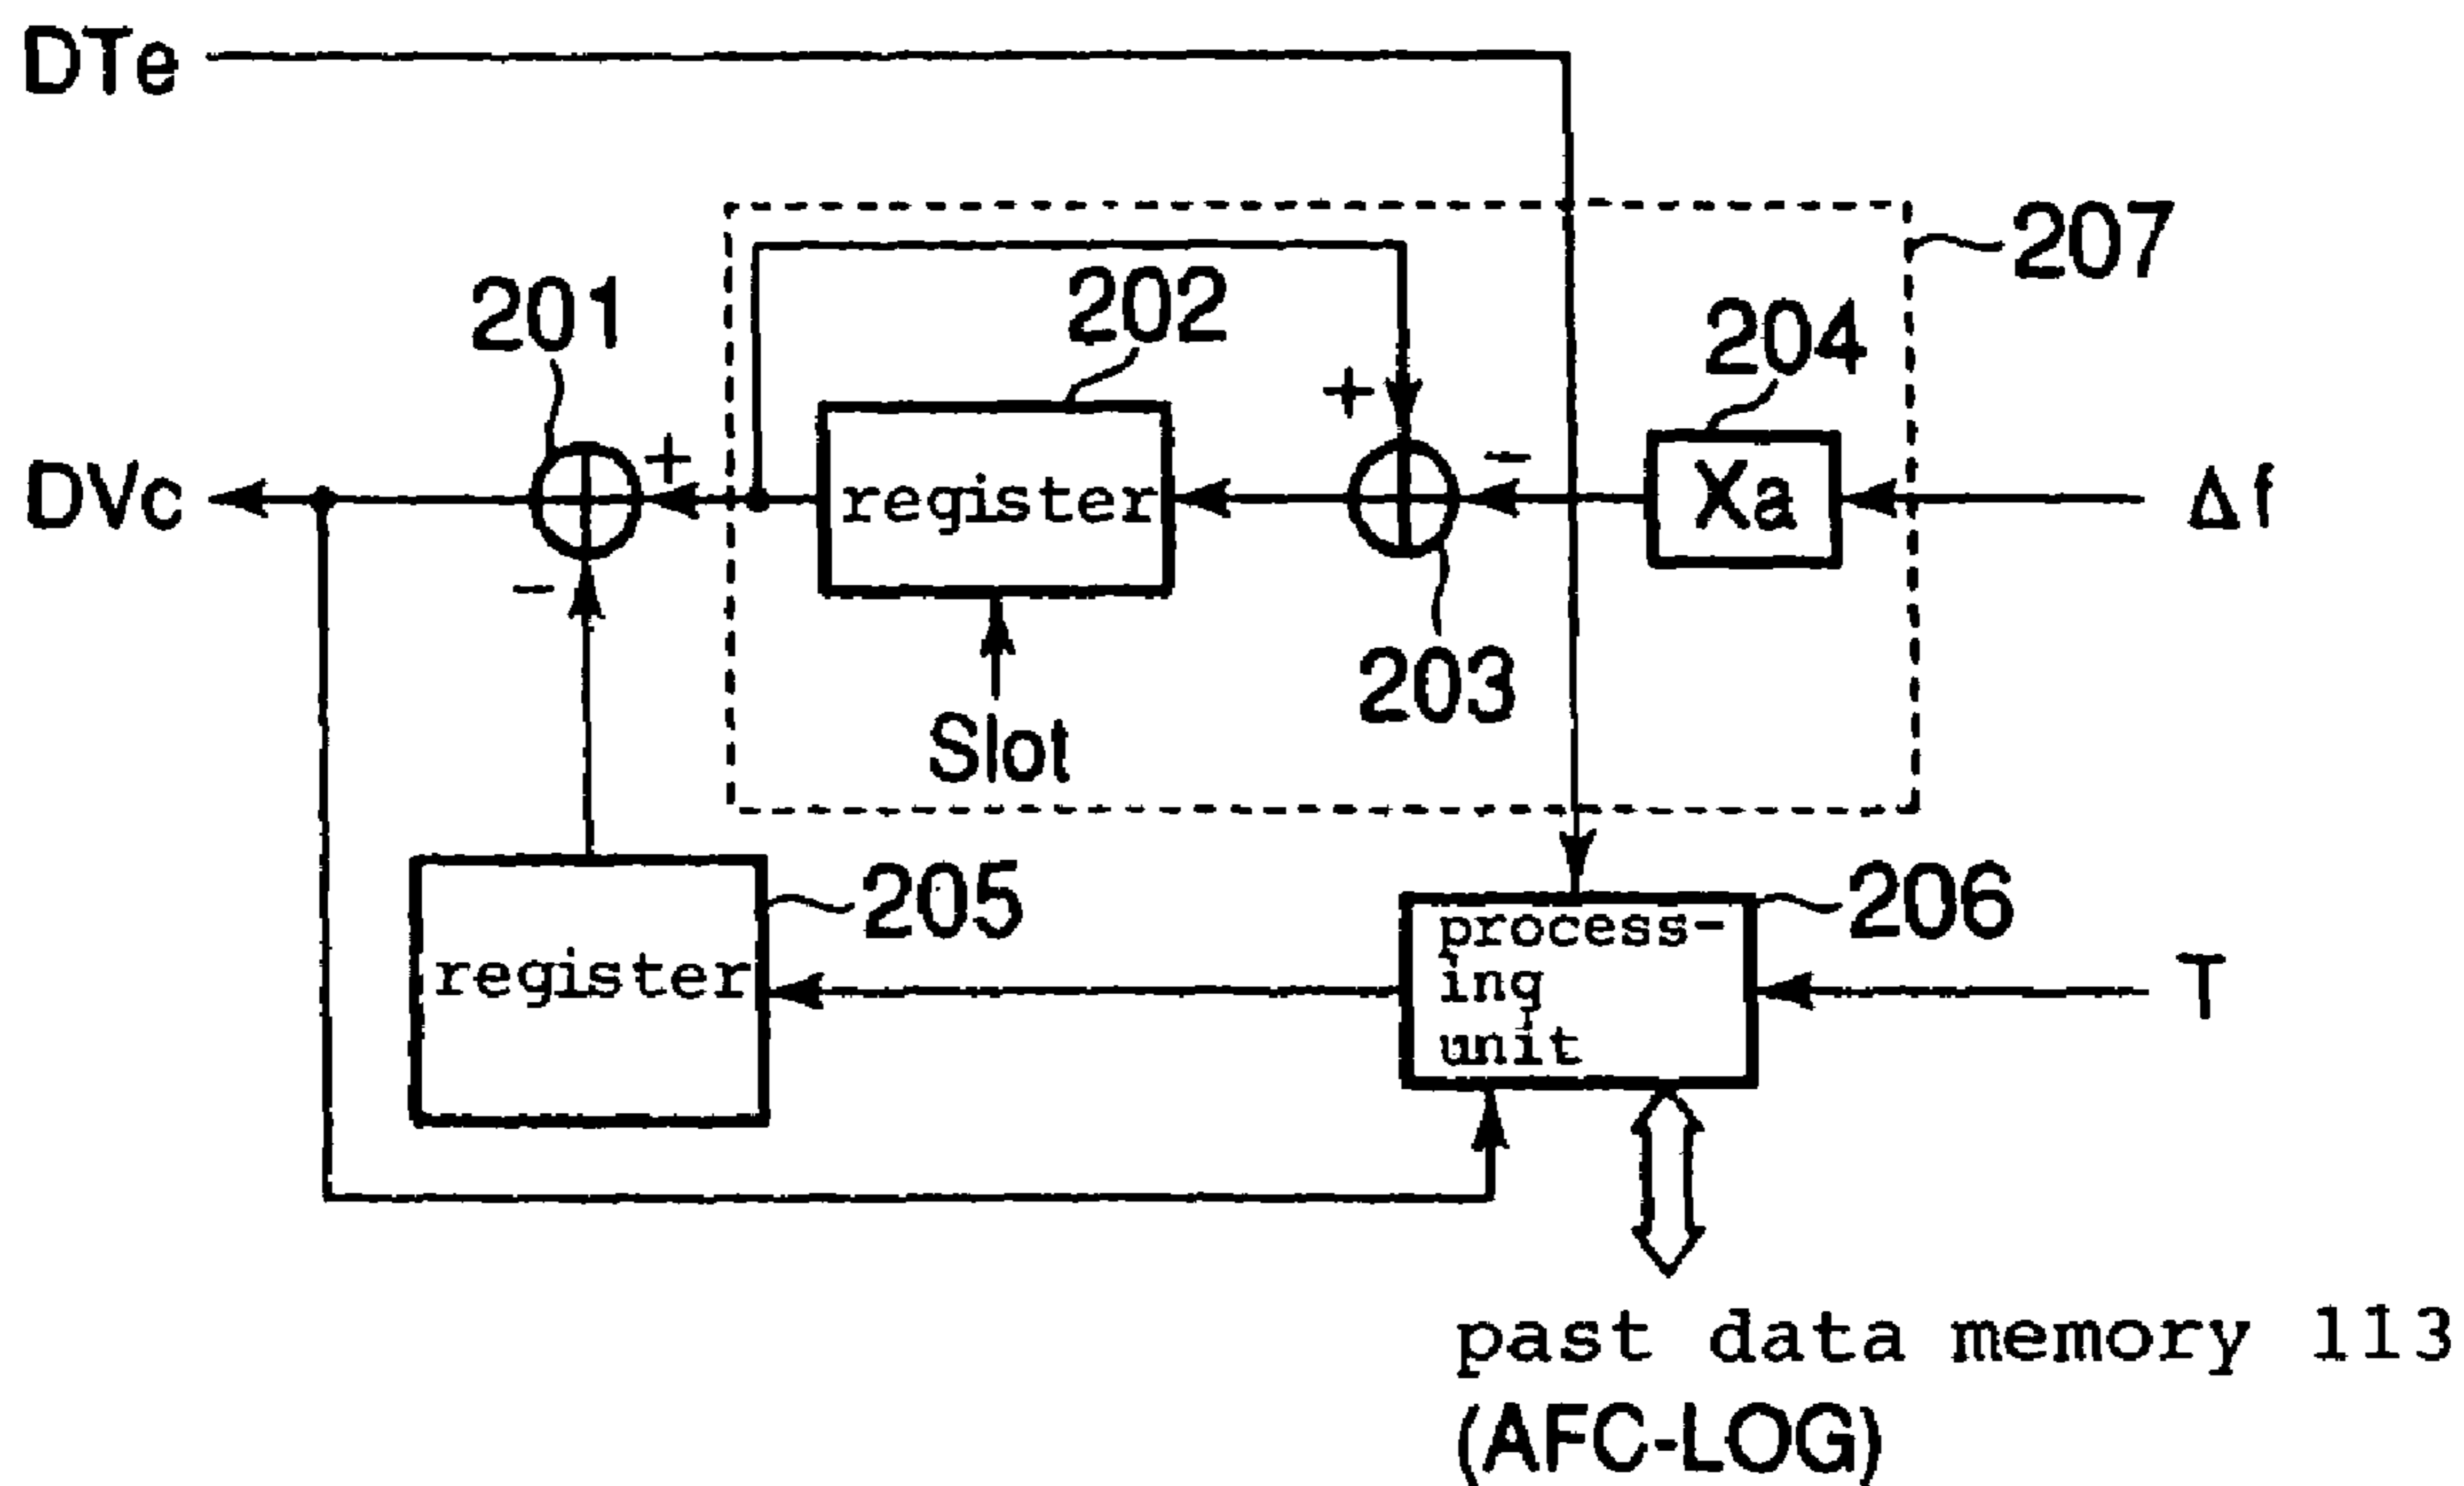 DTe
207
201
202
204
+
+
-
DVc
register
Xa
Δf
-
203
Slot
205
206
register
process-
ing
unit
T
past data memory 113
(AFC-LOG)